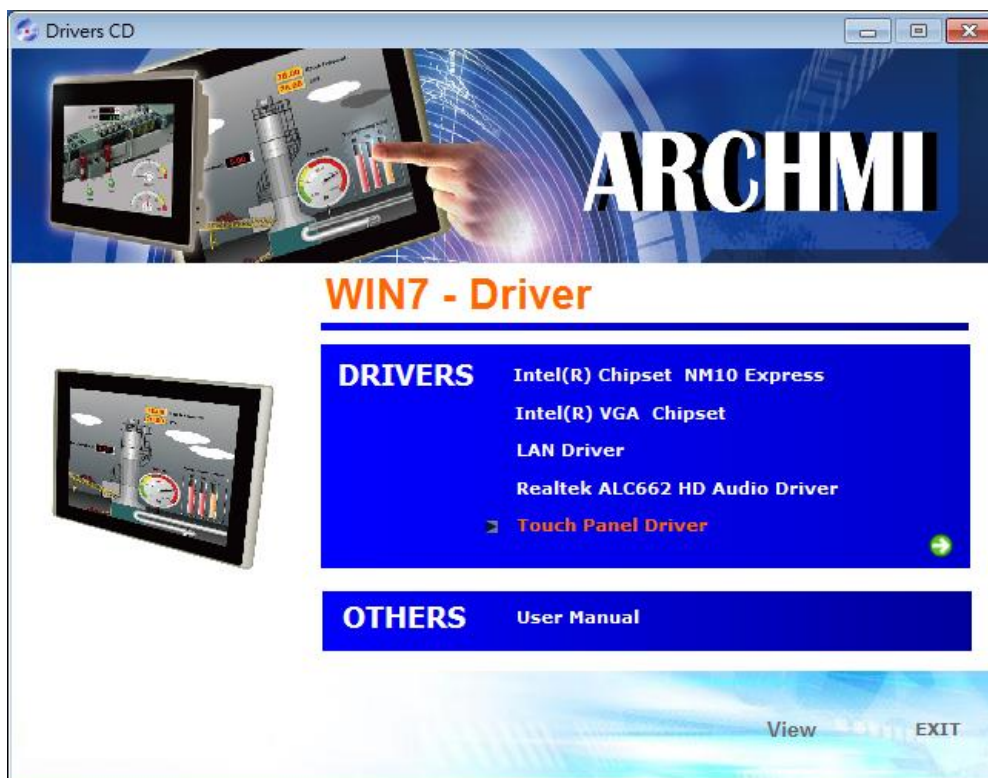 Drivers CD
ARCHMI
WIN7 - Driver
DRIVERS
Intel(R) Chipset NM10 Express
Intel(R) VGA Chipset
LAN Driver
Realtek ALC662 HD Audio Driver
Touch Panel Driver
OTHERS
User Manual
View
EXIT